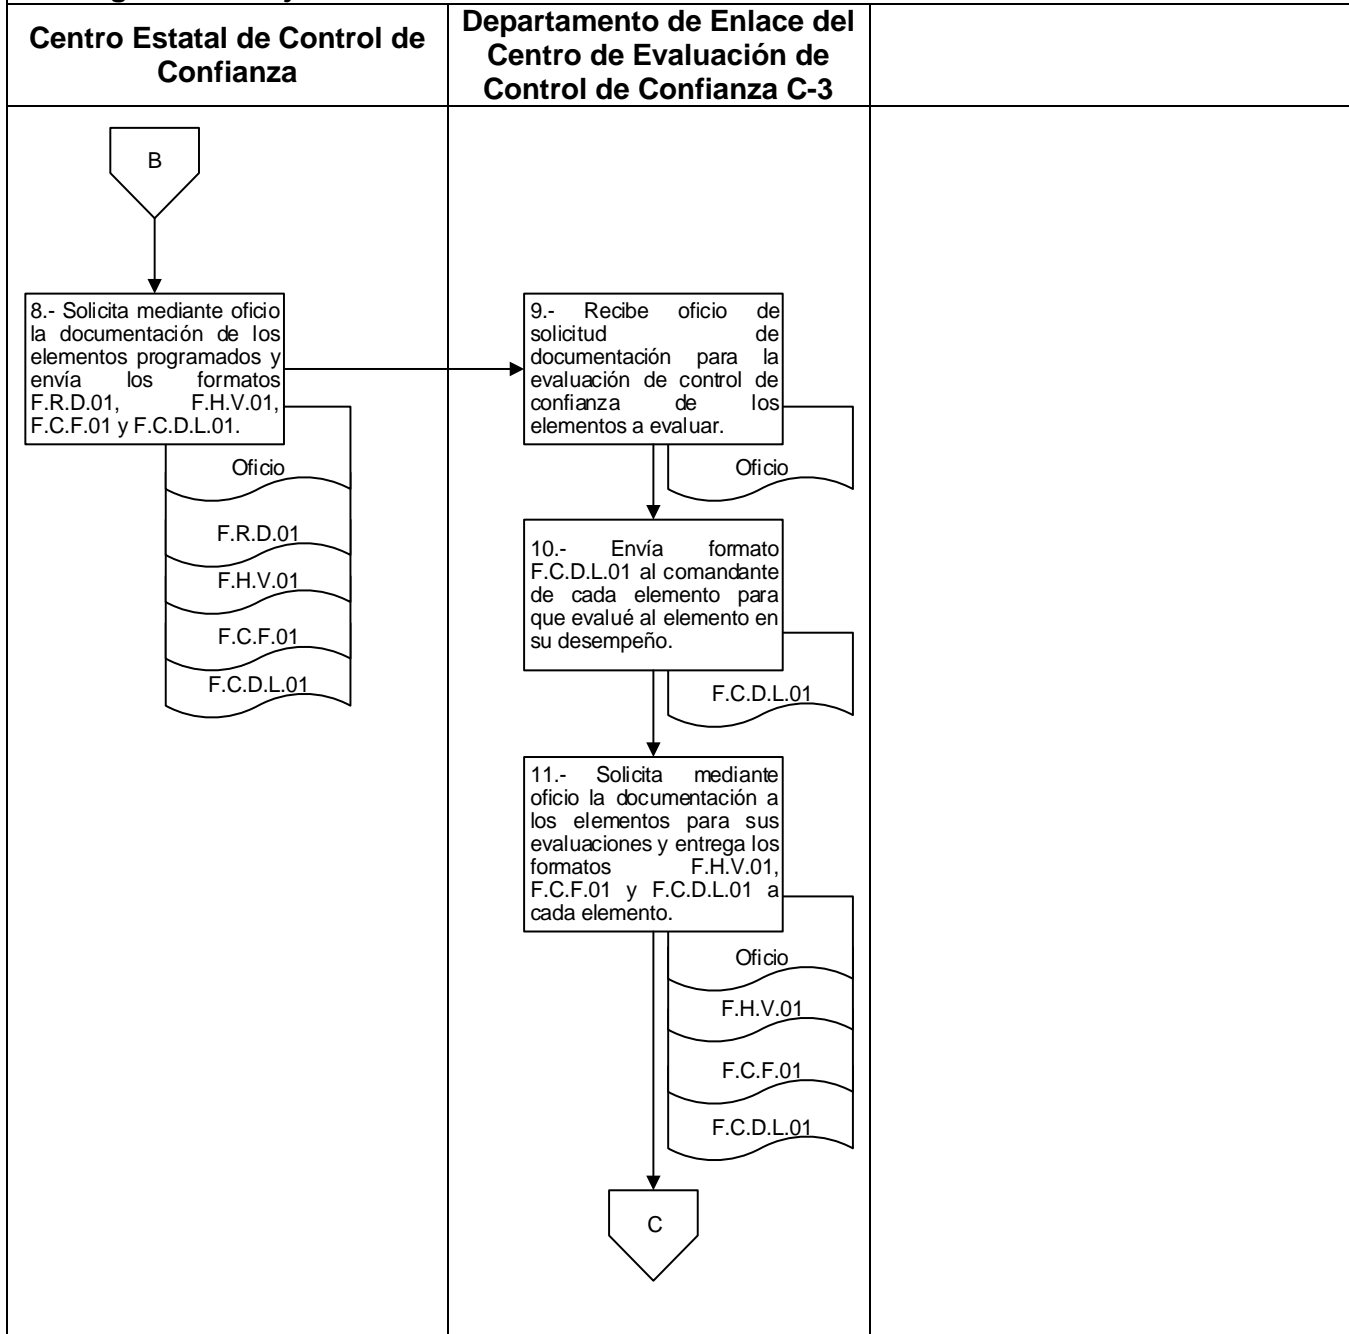 Centro Estatal de Control de
Confianza
Departamento de Enlace del
Centro de Evaluación de
Control de Confianza C-3
B
8.- Solicita mediante oficio
la documentación de los
elementos programados y
envía los formatos
F.R.D.01, F.H.V.01,
F.C.F.01 y F.C.D.L.01.
Oficio
F.R.D.01
F.H.V.01
F.C.F.01
F.C.D.L.01
9.- Recibe oficio de
solicitud de
documentación para la
evaluación de control de
confianza de los
elementos a evaluar.
Oficio
10.- Envía formato
F.C.D.L.01 al comandante
de cada elemento para
que evalué al elemento en
su desempeño.
F.C.D.L.01
11.- Solicita mediante
oficio la documentación a
los elementos para sus
evaluaciones y entrega los
formatos F.H.V.01,
F.C.F.01 y F.C.D.L.01 a
cada elemento.
Oficio
F.H.V.01
F.C.F.01
F.C.D.L.01
C